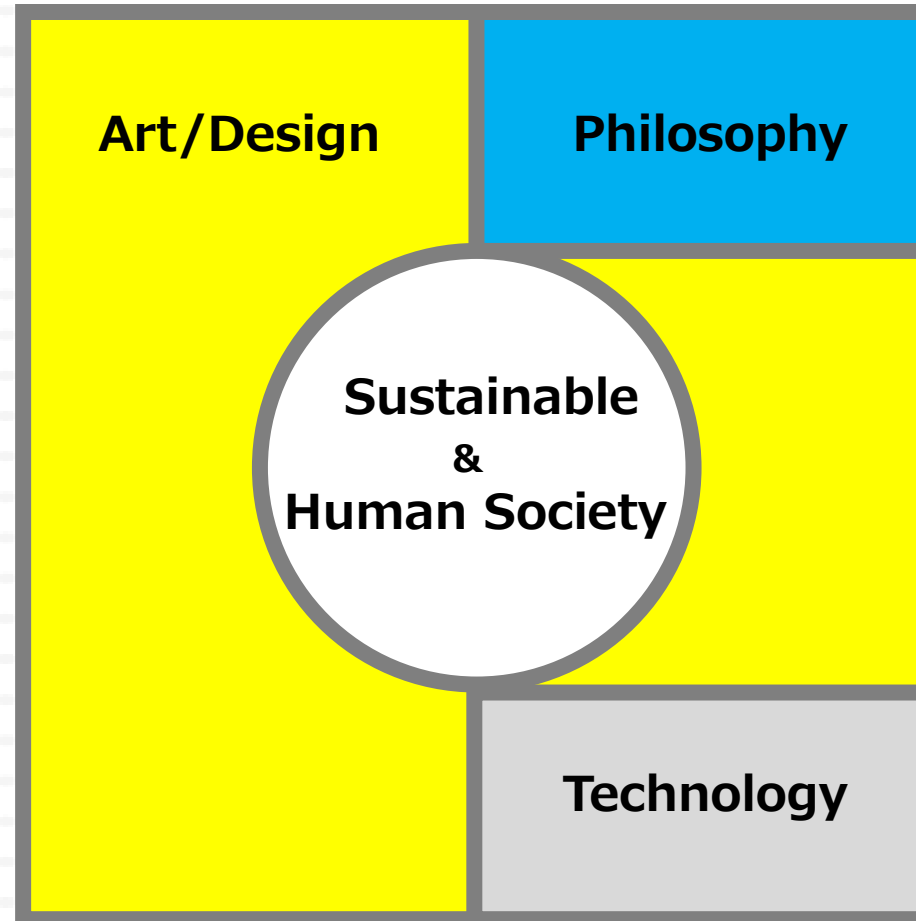 Art/Design
Philosophy
Sustainable
&
Human Society
Technology